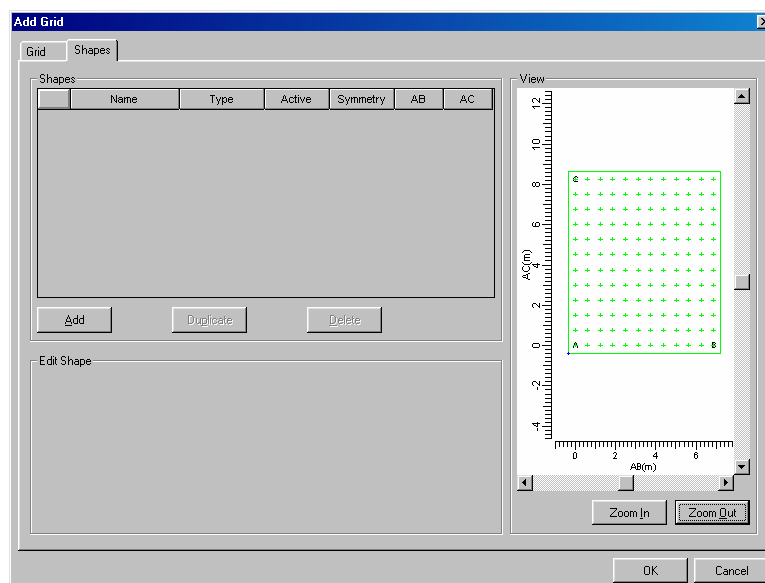 Add Grid
Grid Shapes
Shapes
Name Type Active Symmetry AB AC
Add Duplicate Delete
Edit Shape
View
12
10
8
6
4
2
0
-2
-4
AC(m)
C
A B
0 2 4 6
AB(m)
Zoom In Zoom Out
OK Cancel